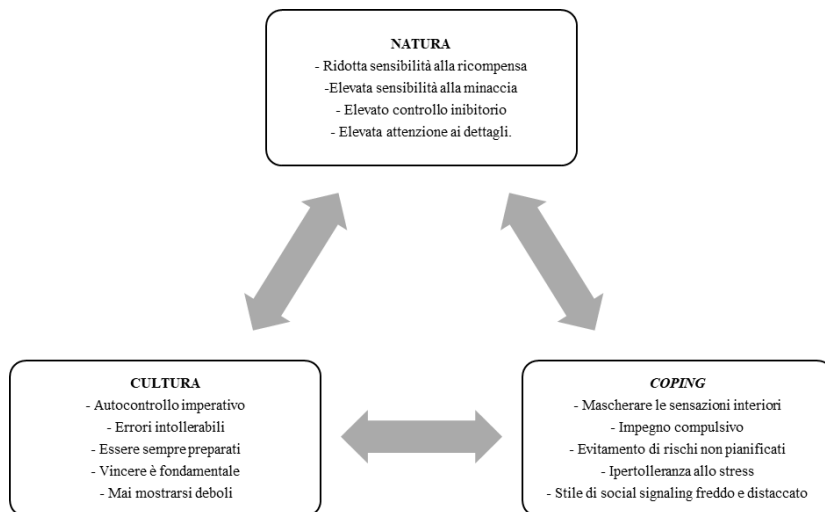 NATURA
- Ridotta sensibilità alla ricompensa
-Elevata sensibilità alla minaccia
- Elevato controllo inibitorio
- Elevata attenzione ai dettagli.
CULTURA
- Autocontrollo imperativo
- Errori intollerabili
- Essere sempre preparati
- Vincere è fondamentale
- Mai mostrarsi deboli
COPING
- Mascherare le sensazioni interiori
- Impegno compulsivo
- Evitamento di rischi non pianificati
- Ipertolleranza allo stress
- Stile di social signaling freddo e distaccato